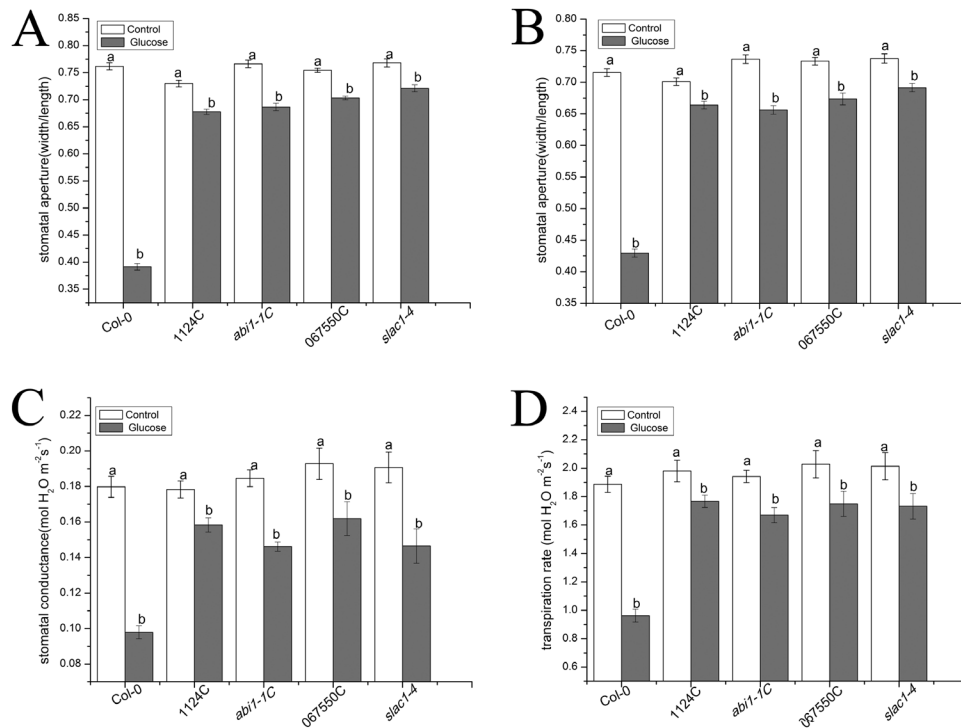 A
Control
Glucose
stomatal aperture(width/length)
0.85
0.80
0.75
0.70
0.65
0.60
0.55
0.50
0.45
0.40
0.35
a
b
a
b
a
b
a
b
a
b
Col-0
1124C
abi1-1C
067550C
slac1-4
B
Control
Glucose
stomatal aperture(width/length)
0.80
0.75
0.70
0.65
0.60
0.55
0.50
0.45
0.40
0.35
a
b
a
b
a
b
a
b
a
b
Col-0
1124C
abi1-1C
067550C
slac1-4
C
Control
Glucose
stomatal conductance(mol H₂O m⁻²s⁻¹)
0.22
0.20
0.18
0.16
0.14
0.12
0.10
0.08
a
b
a
b
a
b
a
b
a
b
Col-0
1124C
abi1-1C
067550C
slac1-4
D
Control
Glucose
transpiration rate (mol H₂O m⁻²s⁻¹)
2.4
2.2
2.0
1.8
1.6
1.4
1.2
1.0
0.8
0.6
a
b
a
b
a
b
a
b
a
b
Col-0
1124C
abi1-1C
067550C
slac1-4